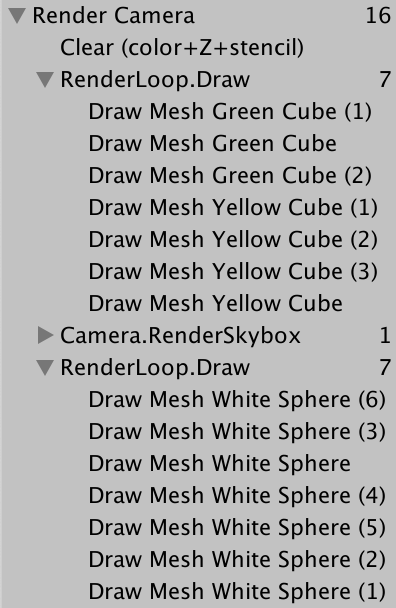 Render Camera 16
Clear (color+Z+stencil)
RenderLoop.Draw 7
Draw Mesh Green Cube (1)
Draw Mesh Green Cube
Draw Mesh Green Cube (2)
Draw Mesh Yellow Cube (1)
Draw Mesh Yellow Cube (2)
Draw Mesh Yellow Cube (3)
Draw Mesh Yellow Cube
Camera.RenderSkybox 1
RenderLoop.Draw 7
Draw Mesh White Sphere (6)
Draw Mesh White Sphere (3)
Draw Mesh White Sphere
Draw Mesh White Sphere (4)
Draw Mesh White Sphere (5)
Draw Mesh White Sphere (2)
Draw Mesh White Sphere (1)